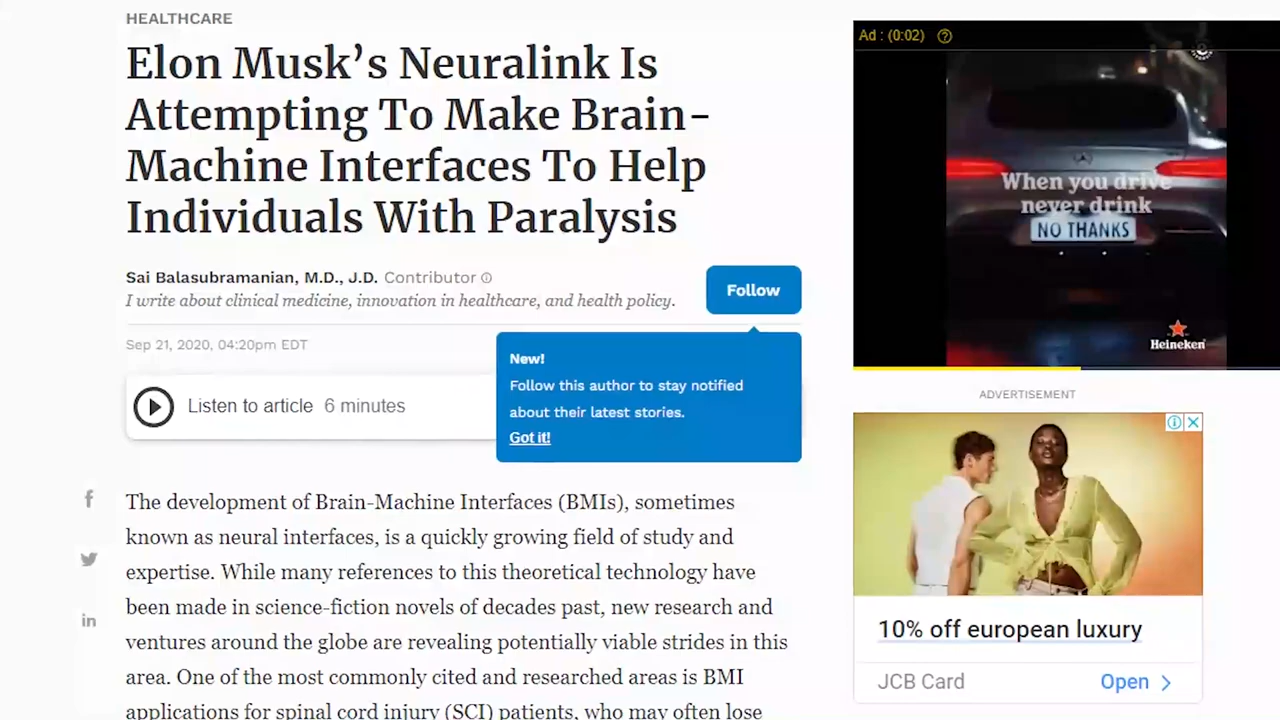 HEALTHCARE
Elon Musk's Neuralink Is
Attempting To Make Brain-
Machine Interfaces To Help
Individuals With Paralysis
Sai Balasubramanian, M.D., J.D. Contributor
I write about clinical medicine, innovation in healthcare, and health policy.
Follow
Sep 21, 2020, 04:20pm EDT
New!
Follow this author to stay notified
about their latest stories.
Got it!
Listen to article 6 minutes
The development of Brain-Machine Interfaces (BMIs), sometimes
known as neural interfaces, is a quickly growing field of study and
expertise. While many references to this theoretical technology have
been made in science-fiction novels of decades past, new research and
ventures around the globe are revealing potentially viable strides in this
area. One of the most commonly cited and researched areas is BMI
applications for spinal cord injury (SCI) patients, who may often lose
Ad : (0:02)
When you drive
never drink
NO THANKS
Heineken
ADVERTISEMENT
10% off european luxury
JCB Card
Open